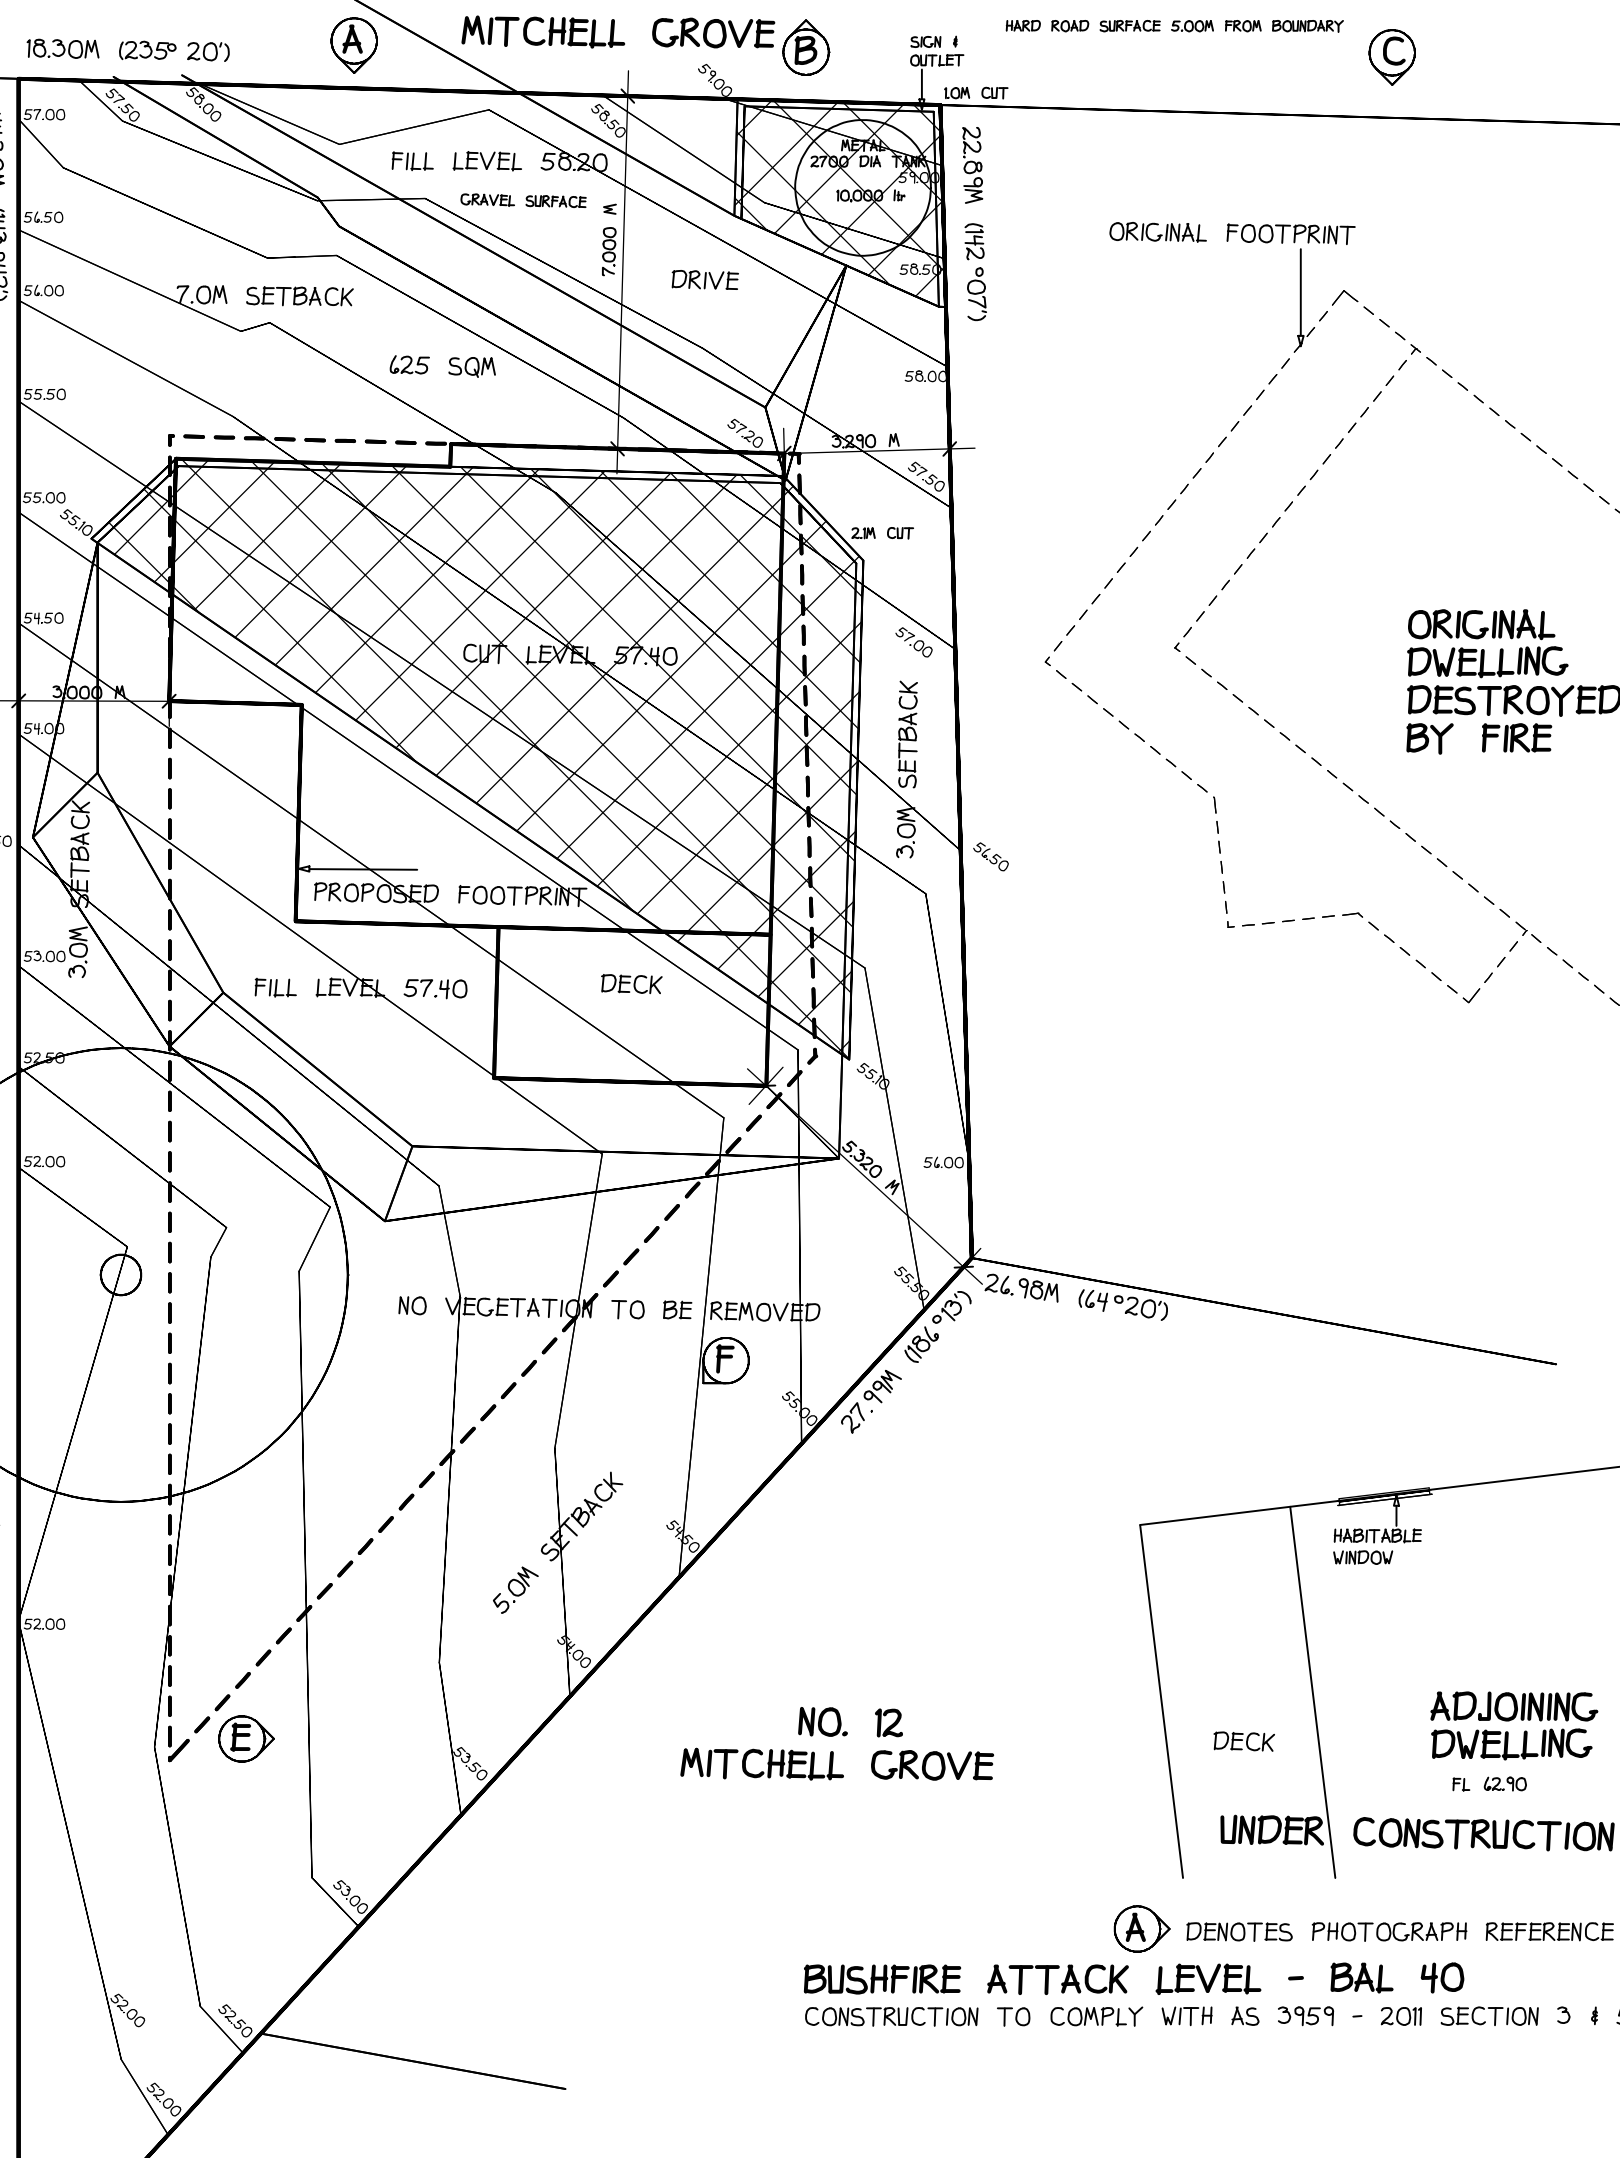 18.30M (235° 20')
A
MITCHELL GROVE
B
SIGN &
OUTLET
HARD ROAD SURFACE 5.00M FROM BOUNDARY
C
1.0M CUT
57.00
57.50
58.00
58.50
59.00
FILL LEVEL 58.20
GRAVEL SURFACE
7.000 M
METAL
2700 DIA TANK
10,000 ltr
59.00
58.50
22.89M (142°07')
ORIGINAL FOOTPRINT
56.50
DRIVE
56.00
7.0M SETBACK
625 SQM
58.00
55.50
57.20
3.290 M
57.50
55.00
55.10
2.1M CUT
54.50
57.00
CUT LEVEL 57.40
ORIGINAL
DWELLING
DESTROYED
BY FIRE
3.000 M
54.00
3.0M SETBACK
3.0M SETBACK
56.50
PROPOSED FOOTPRINT
53.00
FILL LEVEL 57.40
DECK
52.50
55.10
52.00
5.320 M
56.00
55.50
26.98M (64°20')
NO VEGETATION TO BE REMOVED
27.99M (186°13')
F
55.00
5.0M SETBACK
54.50
HABITABLE
WINDOW
52.00
54.00
E
53.50
NO. 12
MITCHELL GROVE
DECK
ADJOINING
DWELLING
FL 62.90
UNDER CONSTRUCTION
53.00
A DENOTES PHOTOGRAPH REFERENCE
BUSHFIRE ATTACK LEVEL - BAL 40
CONSTRUCTION TO COMPLY WITH AS 3959 - 2011 SECTION 3 &
52.00
52.50
52.00